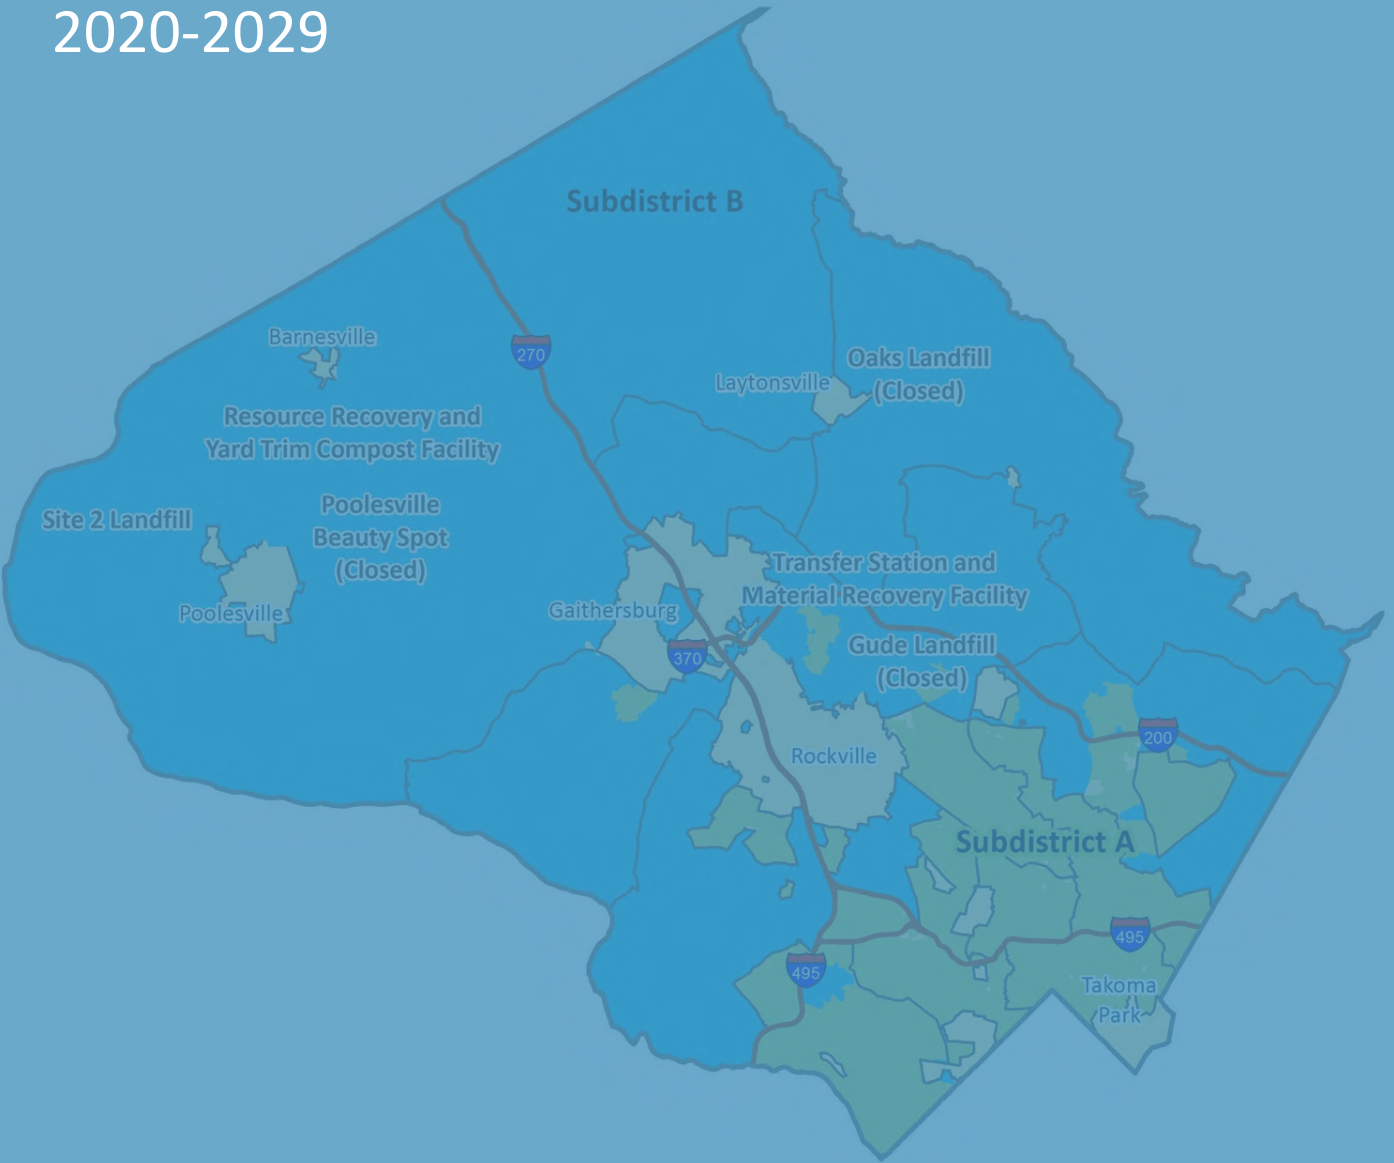 2020-2029
Subdistrict B
Barnesville
270
Oaks Landfill
(Closed)
Laytonsville
Resource Recovery and
Yard Trim Compost Facility
Site 2 Landfill
Poolesville
Beauty Spot
(Closed)
Poolesville
Transfer Station and
Material Recovery Facility
Gaithersburg
370
Gude Landfill
(Closed)
200
Rockville
Subdistrict A
495
495
Takoma
Park